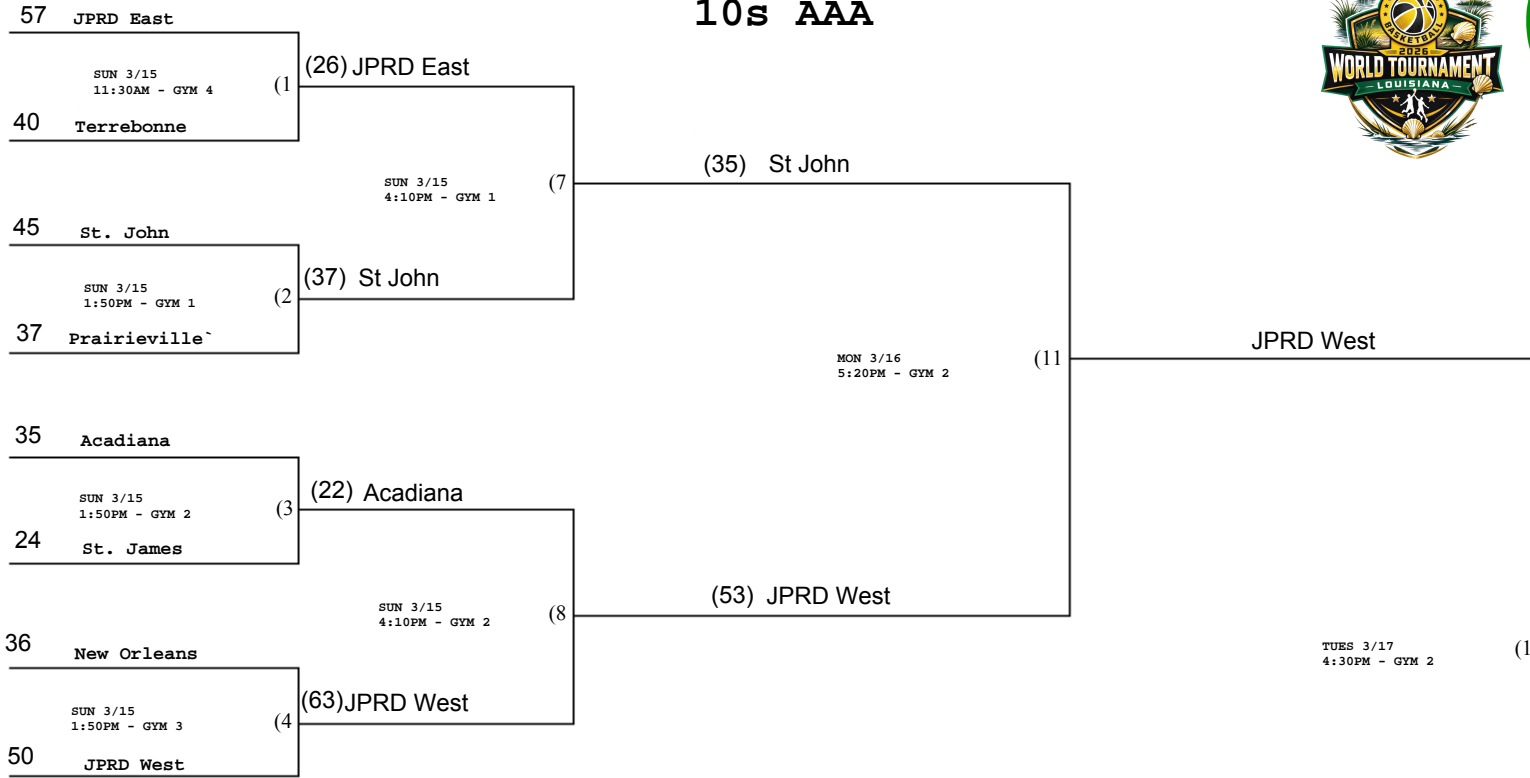 10s AAA
BASKETBALL
2026
WORLD TOURNAMENT
LOUISIANA
57 JPRD East
SUN 3/15
11:30AM - GYM 4
(1
40 Terrebonne
(26) JPRD East
SUN 3/15
4:10PM - GYM 1
(7
45 St. John
SUN 3/15
1:50PM - GYM 1
(2
37 Prairieville`
(37) St John
(35) St John
MON 3/16
5:20PM - GYM 2
(11
JPRD West
35 Acadiana
SUN 3/15
1:50PM - GYM 2
(3
24 St. James
(22) Acadiana
SUN 3/15
4:10PM - GYM 2
(8
(53) JPRD West
36 New Orleans
SUN 3/15
1:50PM - GYM 3
(4
50 JPRD West
(63)JPRD West
TUES 3/17
4:30PM - GYM 2
(1